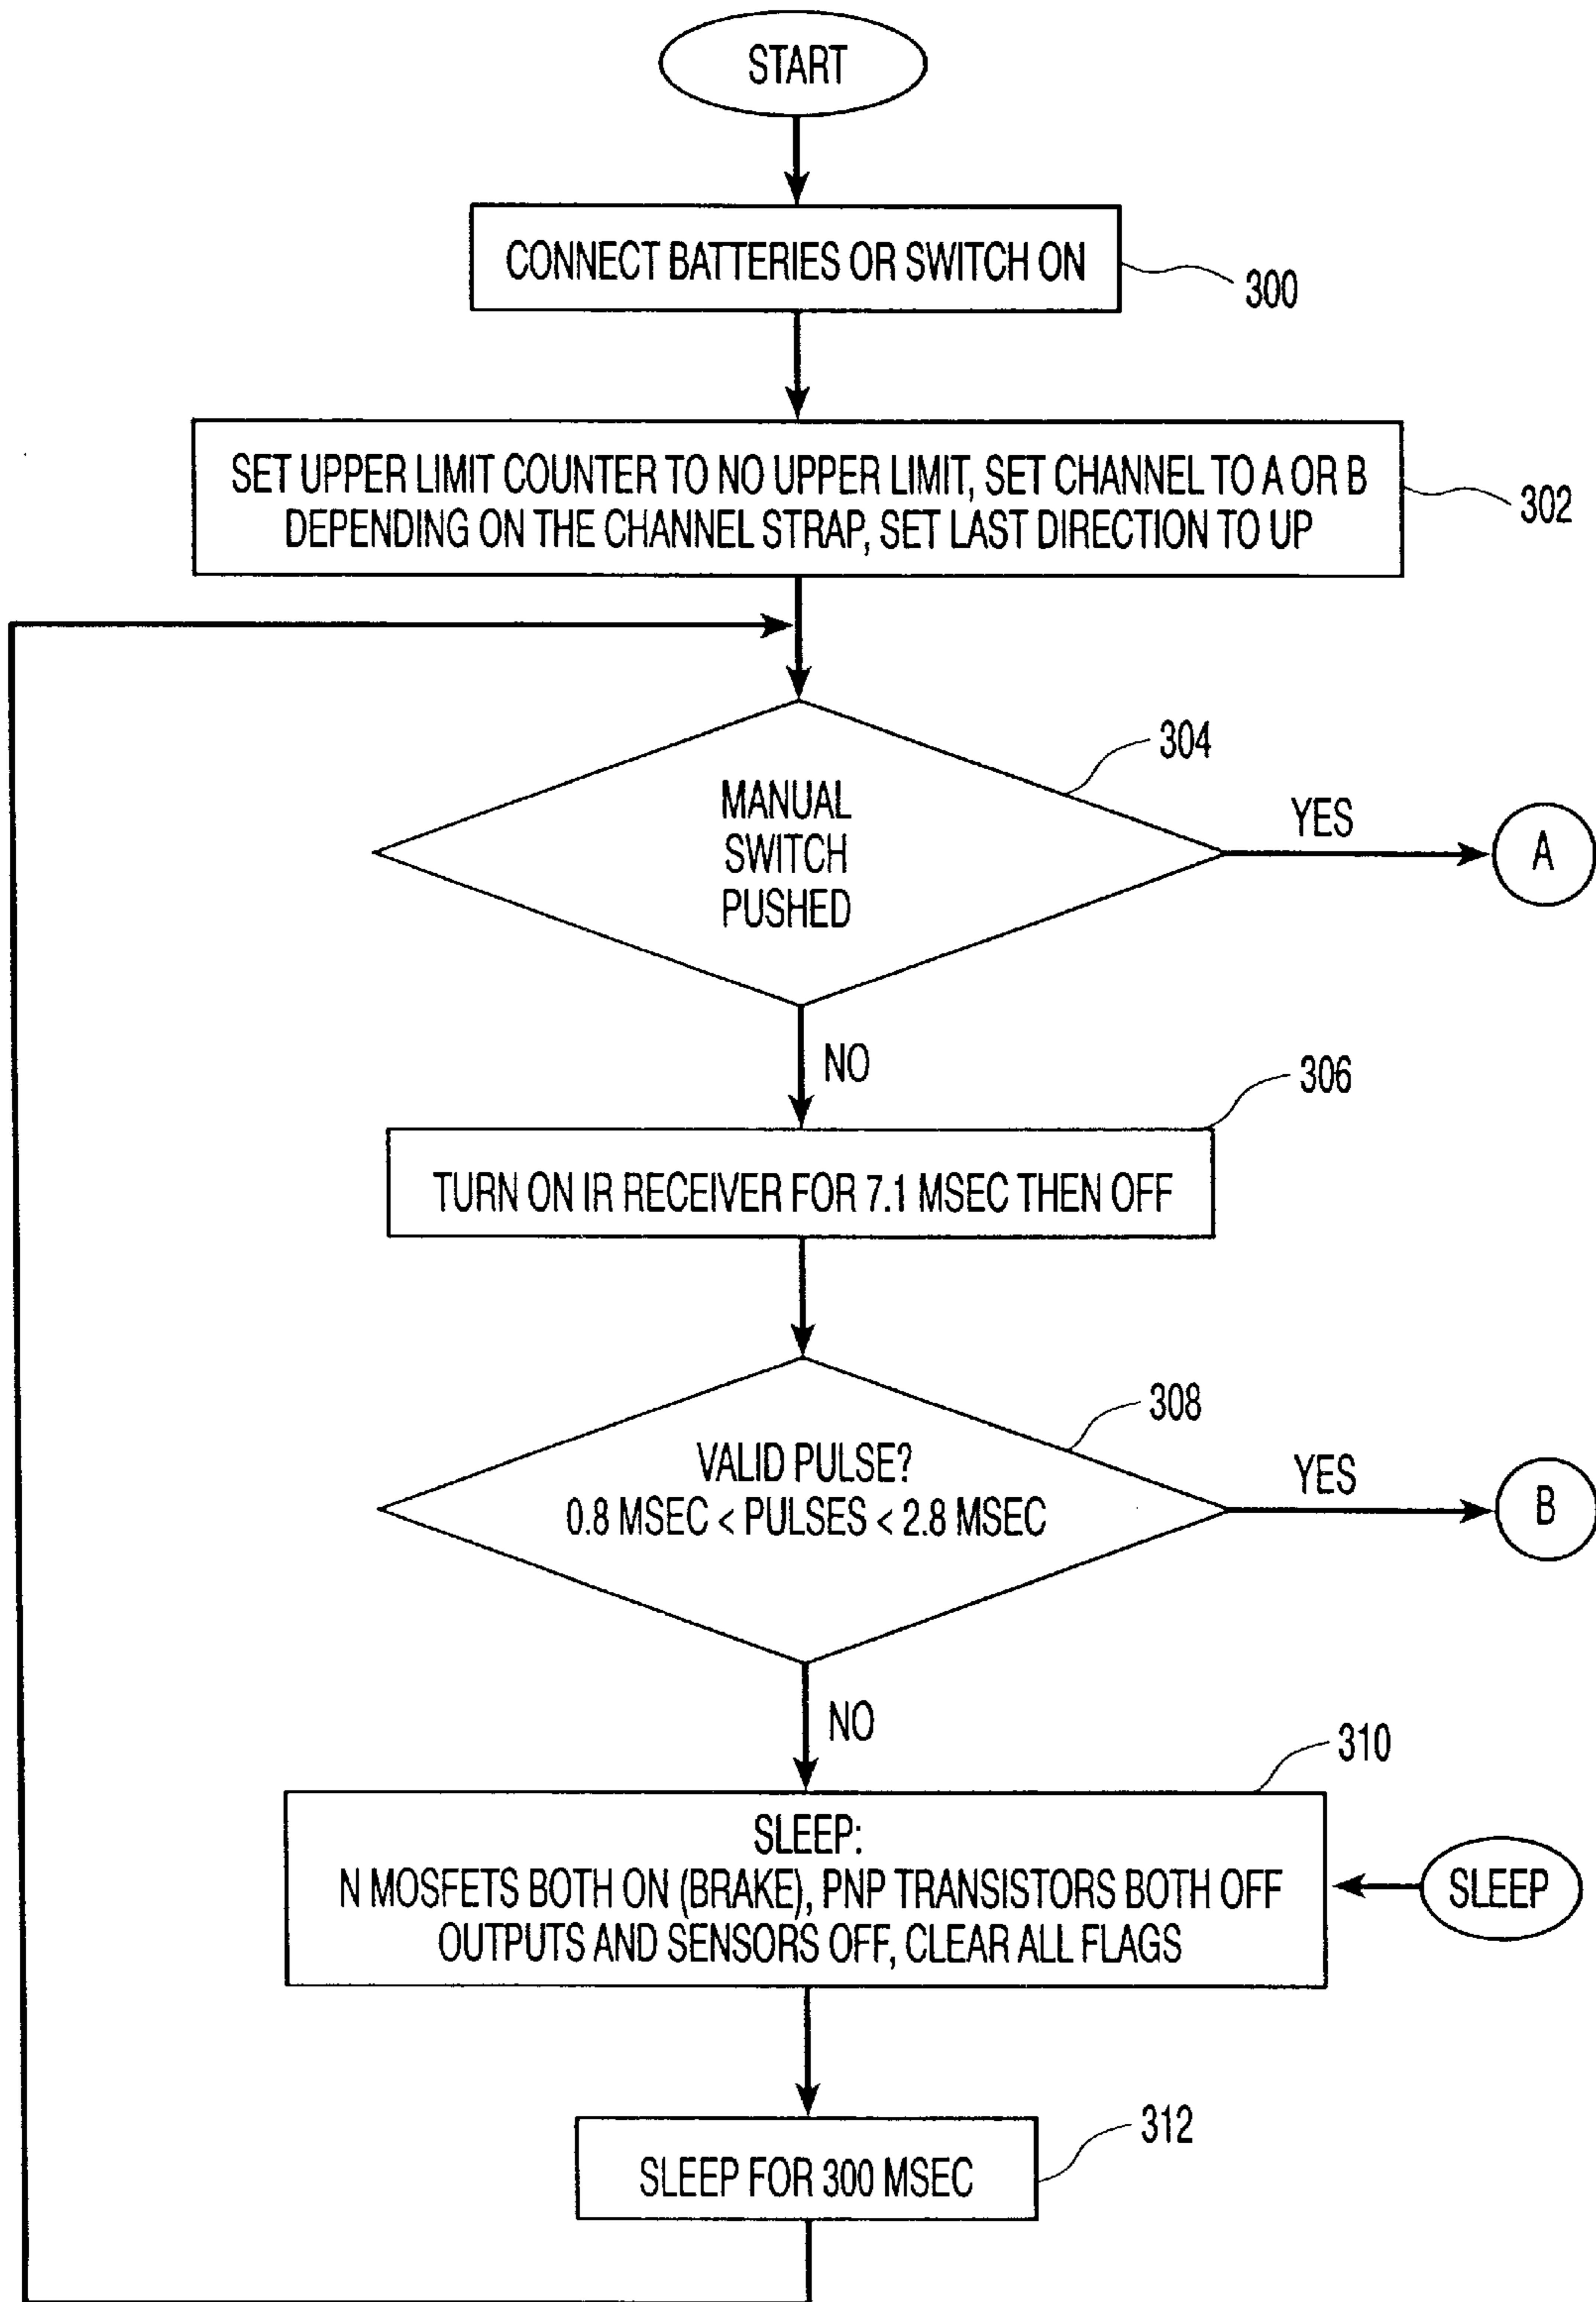 START
CONNECT BATTERIES OR SWITCH ON
300
SET UPPER LIMIT COUNTER TO NO UPPER LIMIT, SET CHANNEL TO A OR B
DEPENDING ON THE CHANNEL STRAP, SET LAST DIRECTION TO UP
302
304
MANUAL
SWITCH
PUSHED
YES
A
NO
306
TURN ON IR RECEIVER FOR 7.1 MSEC THEN OFF
308
VALID PULSE?
0.8 MSEC < PULSES < 2.8 MSEC
YES
B
NO
310
SLEEP:
N MOSFETS BOTH ON (BRAKE), PNP TRANSISTORS BOTH OFF
OUTPUTS AND SENSORS OFF, CLEAR ALL FLAGS
SLEEP
312
SLEEP FOR 300 MSEC